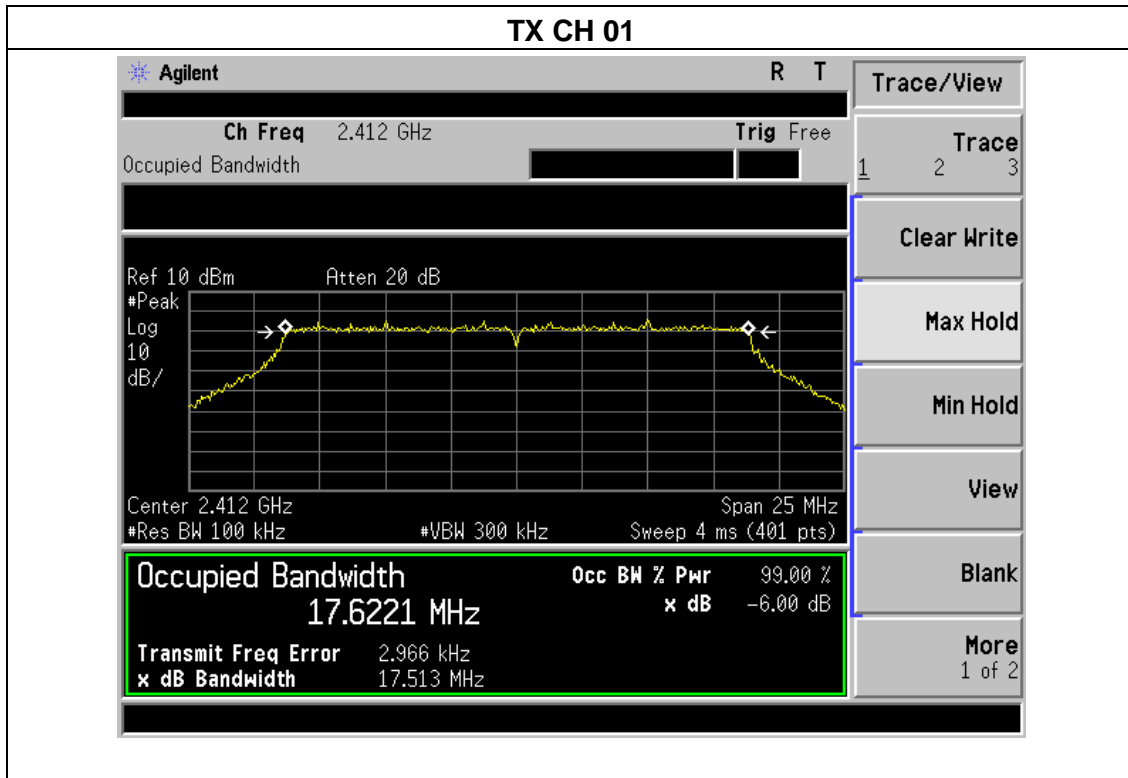 TX CH 01
Agilent R T
Trace/View
Ch Freq 2.412 GHz Trig Free
Occupied Bandwidth
Trace
1 2 3
Clear Write
Ref 10 dBm Atten 20 dB
#Peak
Log
10
dB/
Max Hold
Min Hold
View
Center 2.412 GHz Span 25 MHz
#Res BW 100 kHz #VBW 300 kHz Sweep 4 ms (401 pts)
Occupied Bandwidth Occ BW % Pwr 99.00 %
17.6221 MHz x dB -6.00 dB
Blank
Transmit Freq Error 2.966 kHz
x dB Bandwidth 17.513 MHz
More
1 of 2